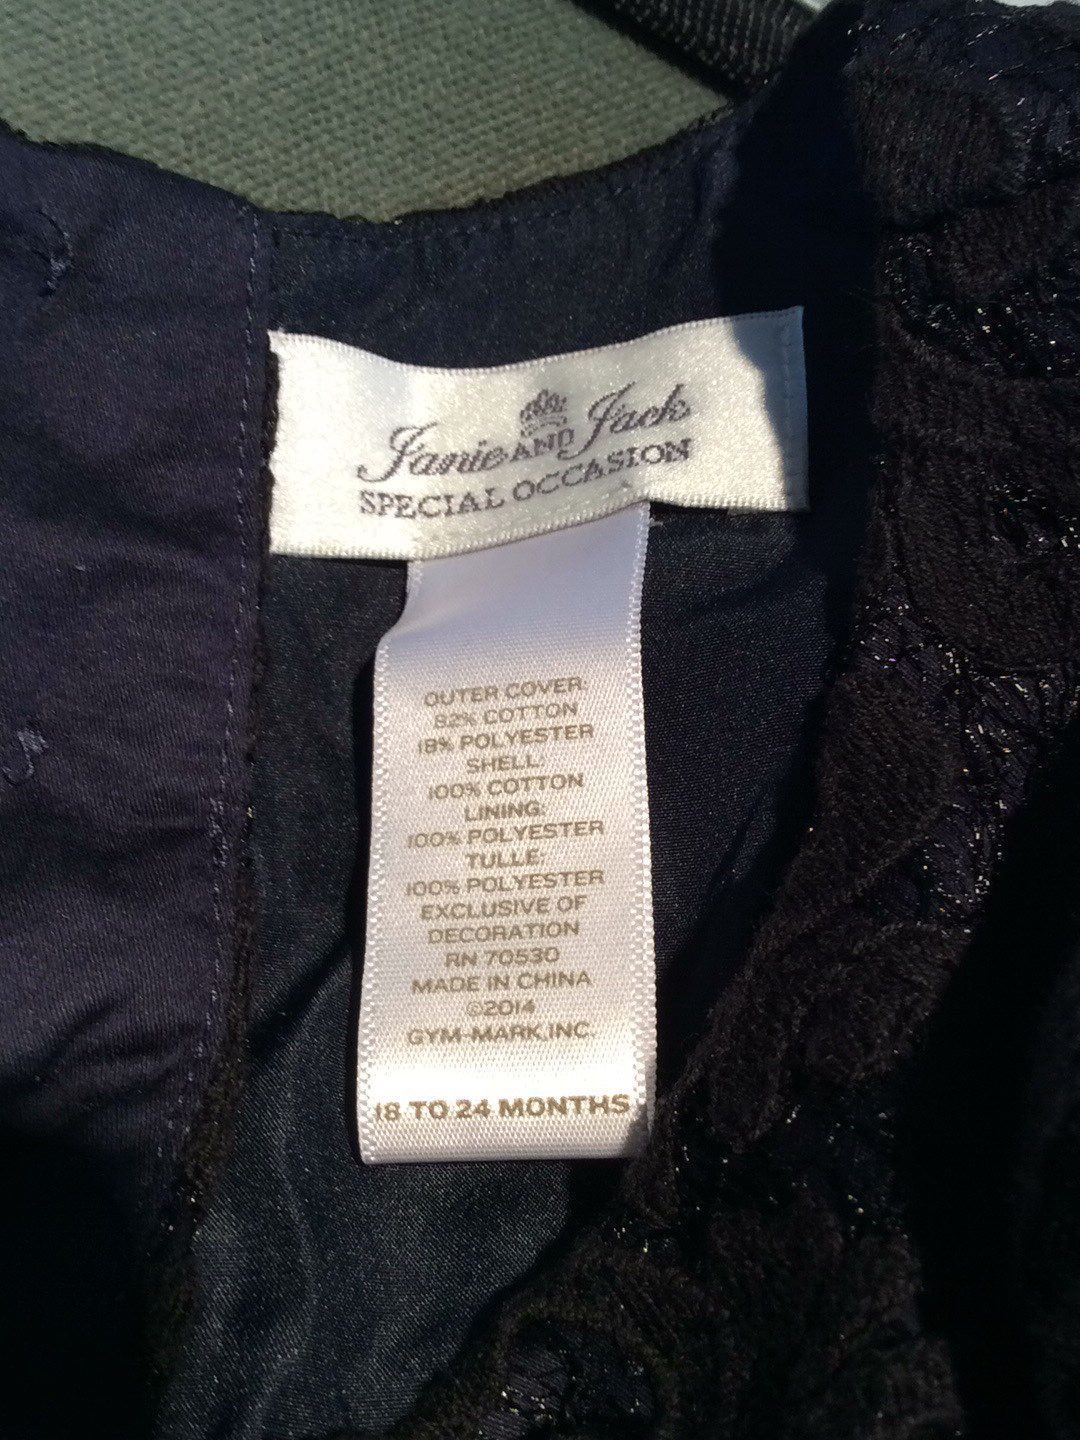 Janie AND Jack
SPECIAL OCCASION
OUTER COVER:
82% COTTON
18% POLYESTER
SHELL:
100% COTTON
LINING:
100% POLYESTER
TULLE:
100% POLYESTER
EXCLUSIVE OF
DECORATION
RN 70530
MADE IN CHINA
©2014
GYM-MARK,INC.
18 TO 24 MONTHS